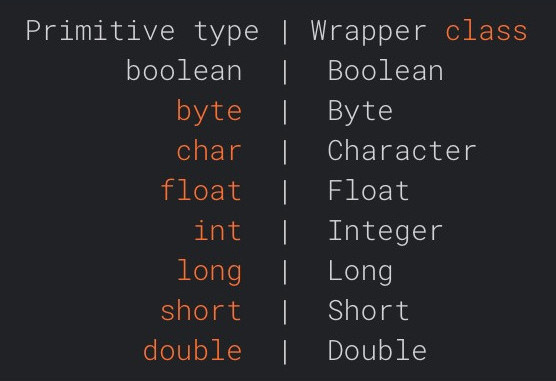 Primitive type | Wrapper class
boolean | Boolean
byte | Byte
char | Character
float | Float
int | Integer
long | Long
short | Short
double | Double